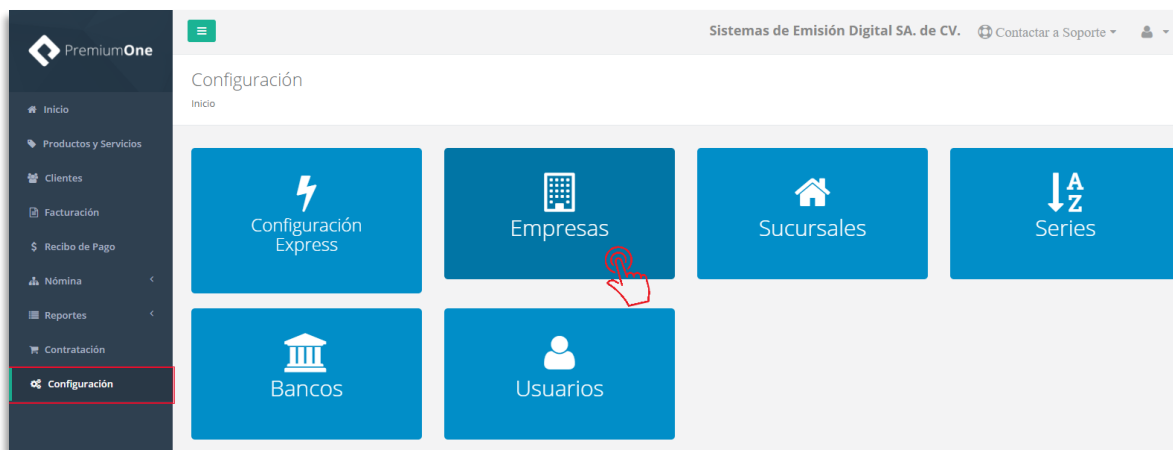 PremiumOne
Sistemas de Emisión Digital SA. de CV.
Contactar a Soporte
Configuración
Inicio
Inicio
Productos y Servicios
Clientes
Facturación
Recibo de Pago
Nómina
Reportes
Contratación
Configuración
Configuración
Express
Empresas
Sucursales
A
Z
Series
Bancos
Usuarios